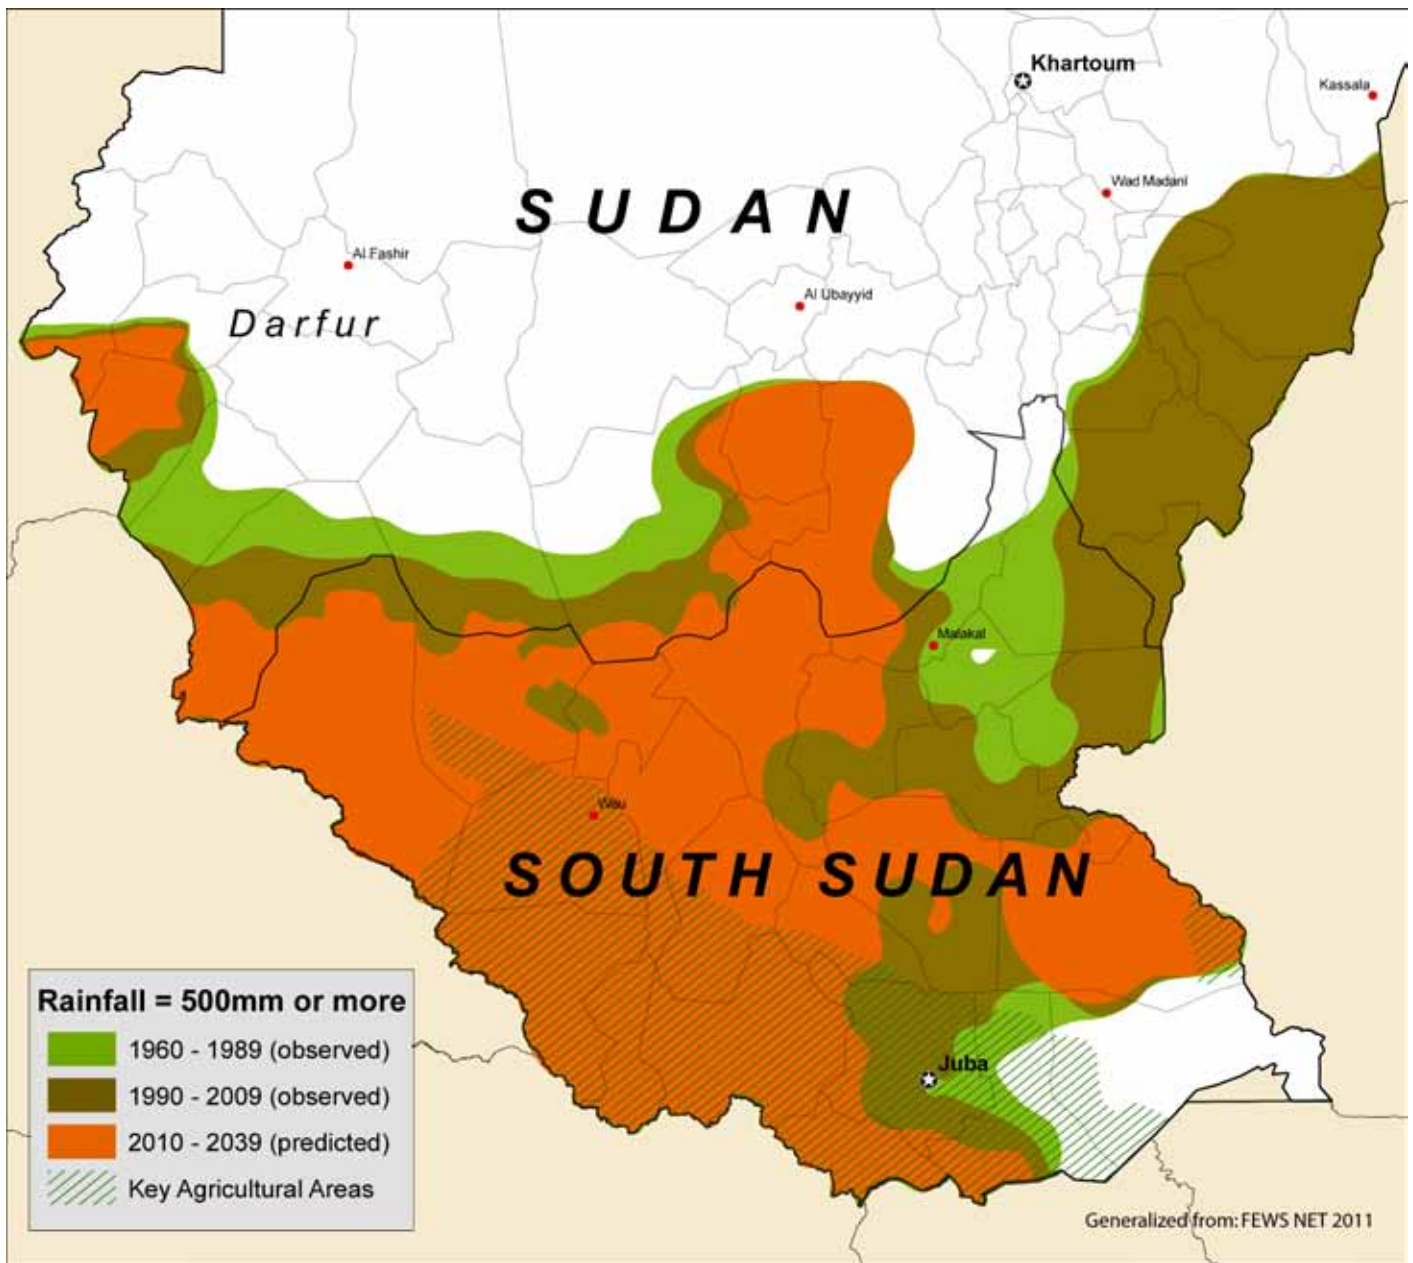 Khartoum
Kassala
SUDAN
Wad Madani
Al Fashir
Al Ubayyid
Darfur
Malakal
Wau
SOUTH SUDAN
Juba
Rainfall = 500mm or more
1960 - 1989 (observed)
1990 - 2009 (observed)
2010 - 2039 (predicted)
Key Agricultural Areas
Generalized from: FEWS NET 2011